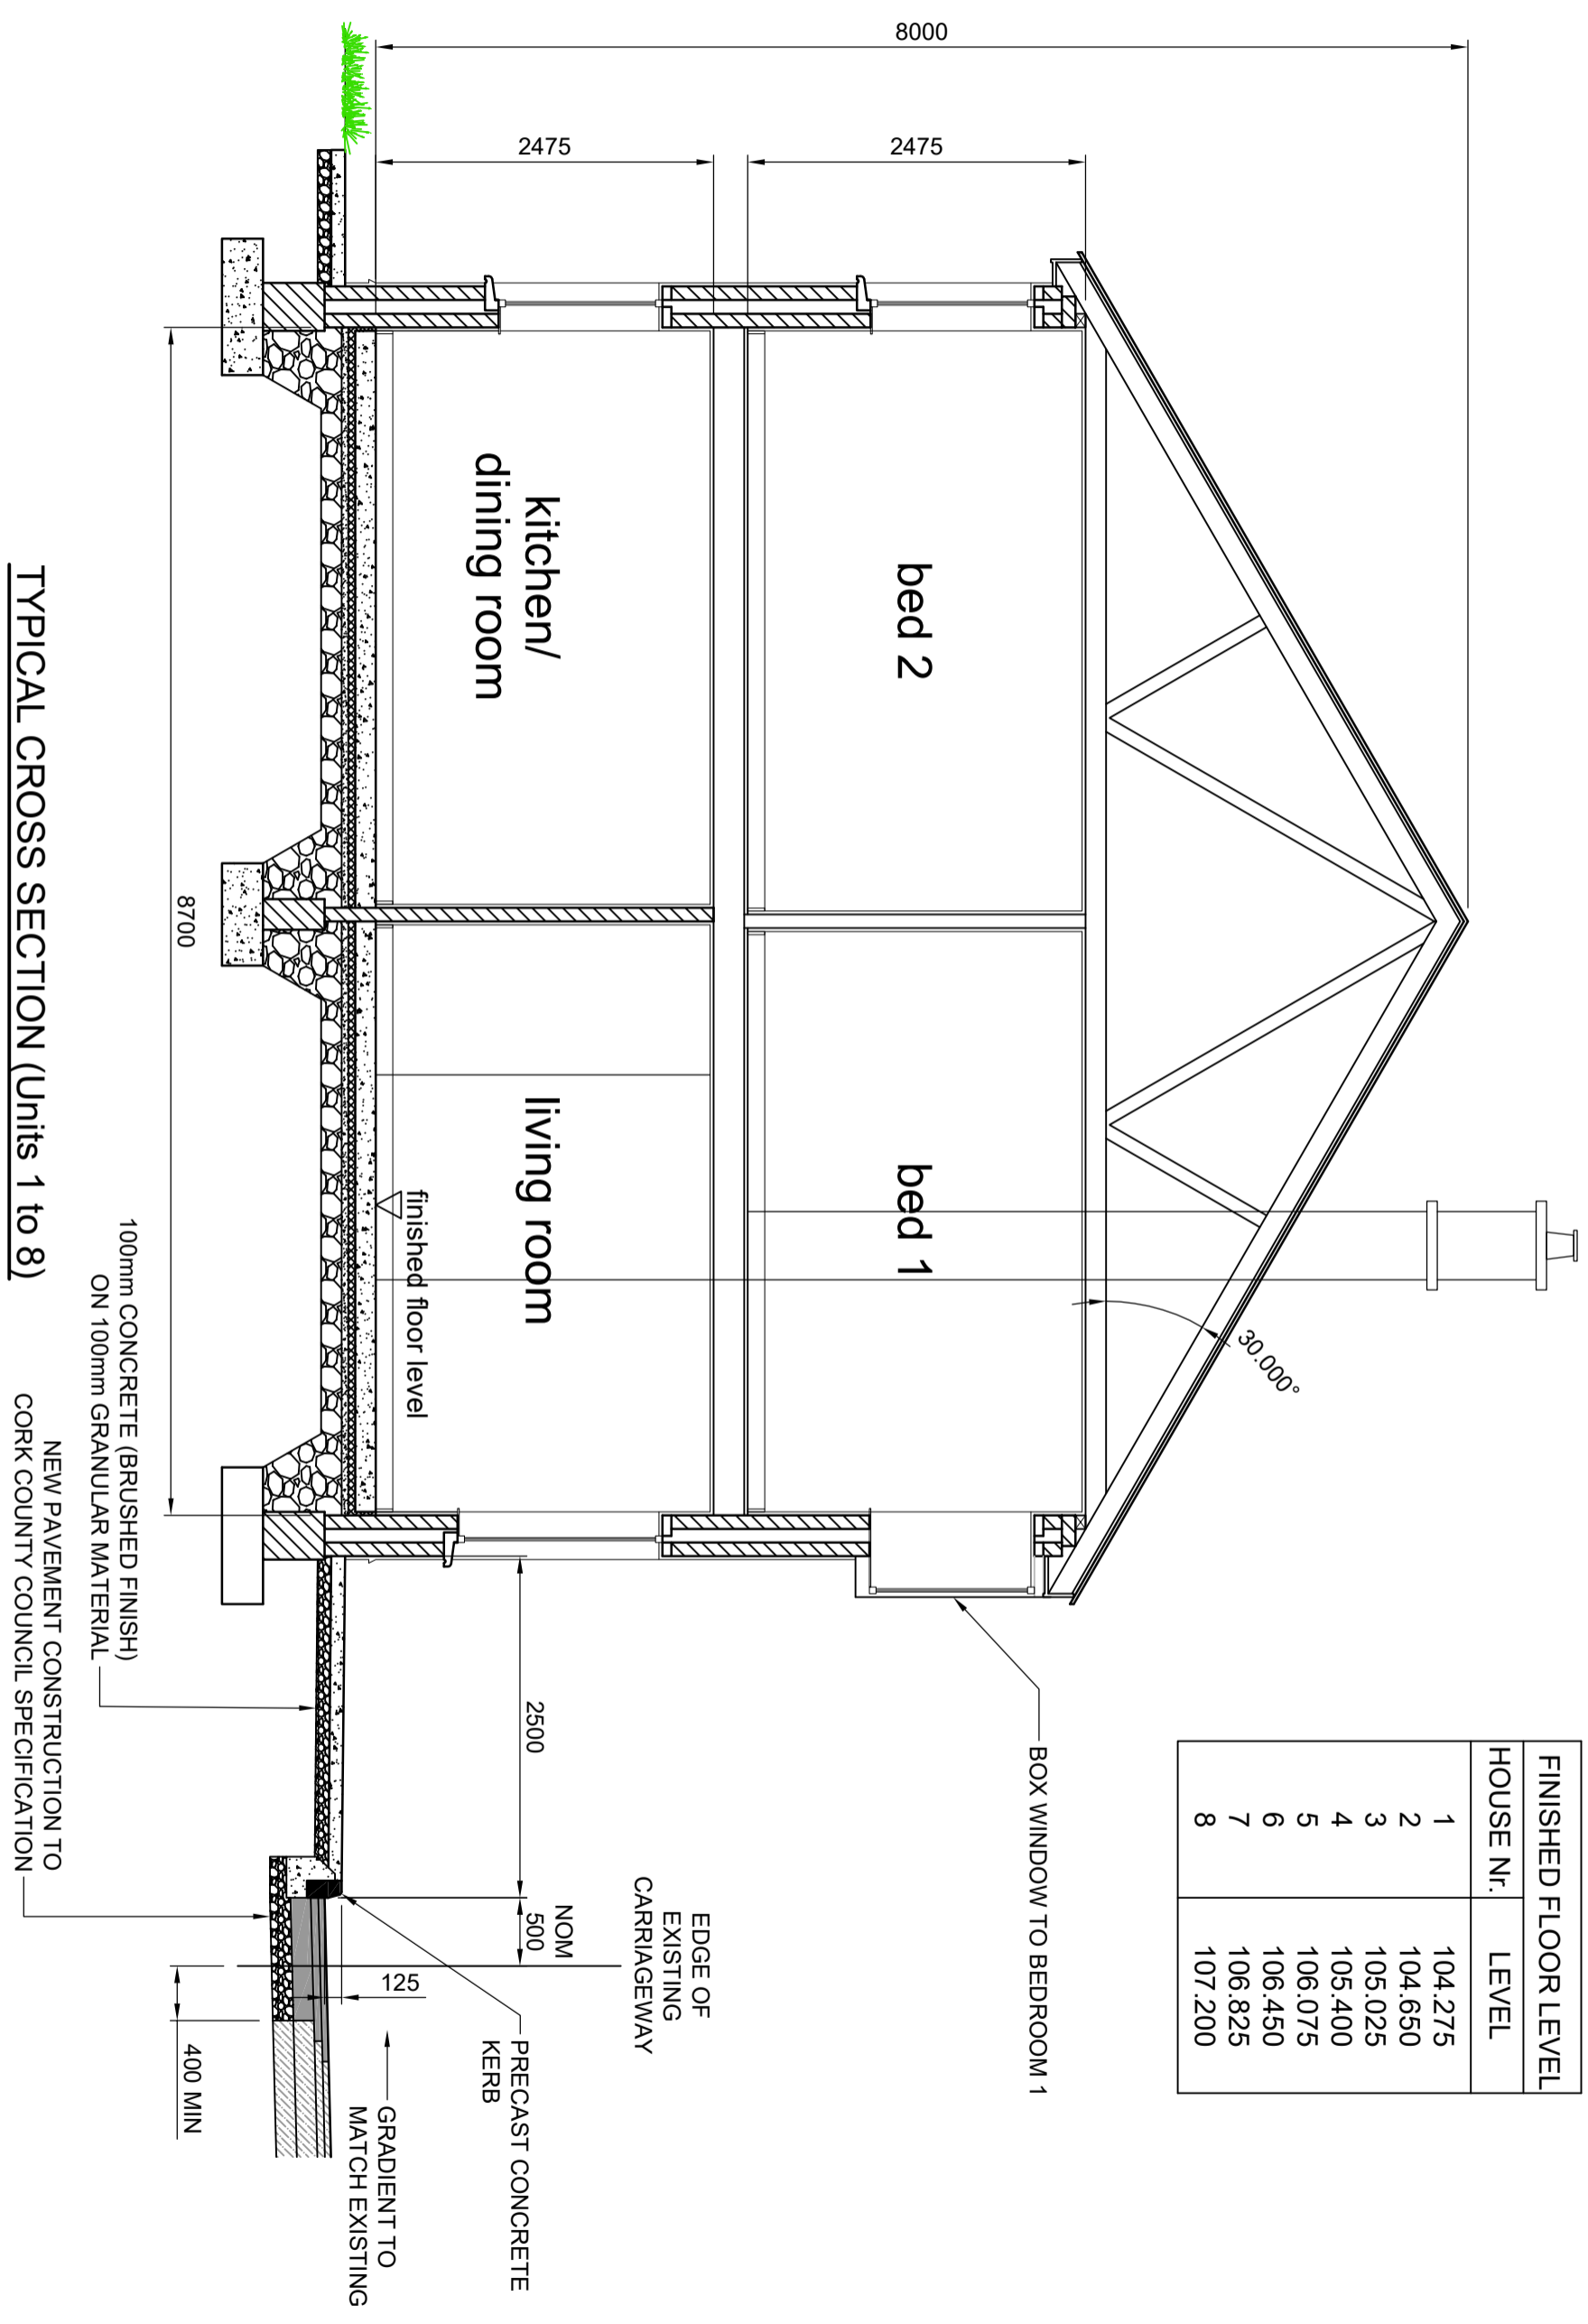 FINISHED FLOOR LEVEL
HOUSE Nr. LEVEL
1 104.275
2 104.650
3 105.025
4 105.400
5 106.075
6 106.450
7 106.825
8 107.200
8000
2475
2475
30.000°
bed 2
bed 1
BOX WINDOW TO BEDROOM 1
kitchen/
dining room
living room
finished floor level
EDGE OF
EXISTING
CARRIAGEWAY
NOM
2500
500
PRECAST CONCRETE
KERB
125
GRADIENT TO
MATCH EXISTING
400 MIN
8700
100mm CONCRETE (BRUSHED FINISH)
ON 100mm GRANULAR MATERIAL
NEW PAVEMENT CONSTRUCTION TO
CORK COUNTY COUNCIL SPECIFICATION
TYPICAL CROSS SECTION (Units 1 to 8)